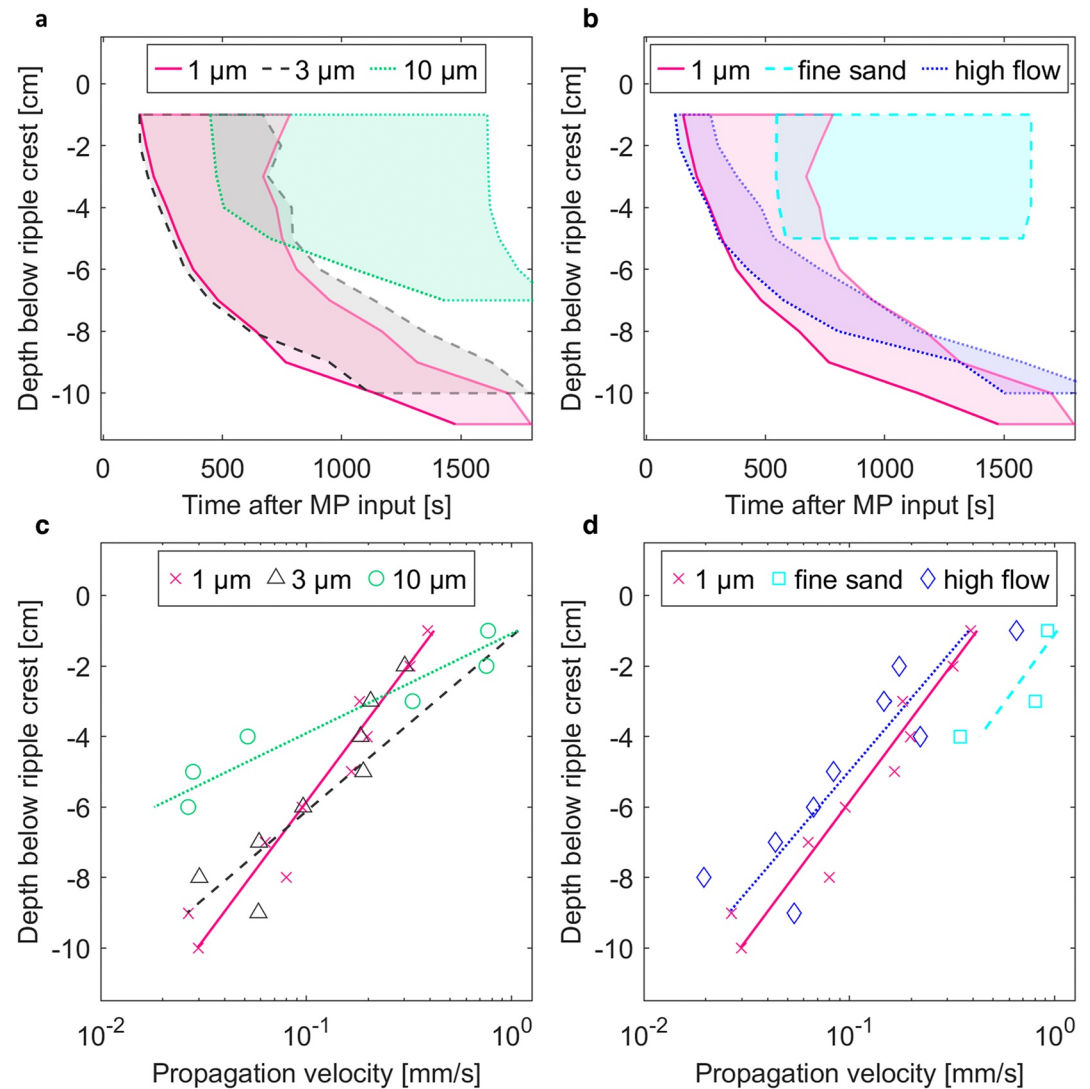 a
1 µm 3 µm 10 µm
0
-2
-4
-6
-8
-10
Depth below ripple crest [cm]
0 500 1000 1500
Time after MP input [s]
b
1 µm fine sand high flow
0
-2
-4
-6
-8
-10
Depth below ripple crest [cm]
0 500 1000 1500
Time after MP input [s]
c
1 µm 3 µm 10 µm
0
-2
-4
-6
-8
-10
Depth below ripple crest [cm]
10⁻² 10⁻¹ 10⁰
Propagation velocity [mm/s]
d
1 µm fine sand high flow
0
-2
-4
-6
-8
-10
Depth below ripple crest [cm]
10⁻² 10⁻¹ 10⁰
Propagation velocity [mm/s]